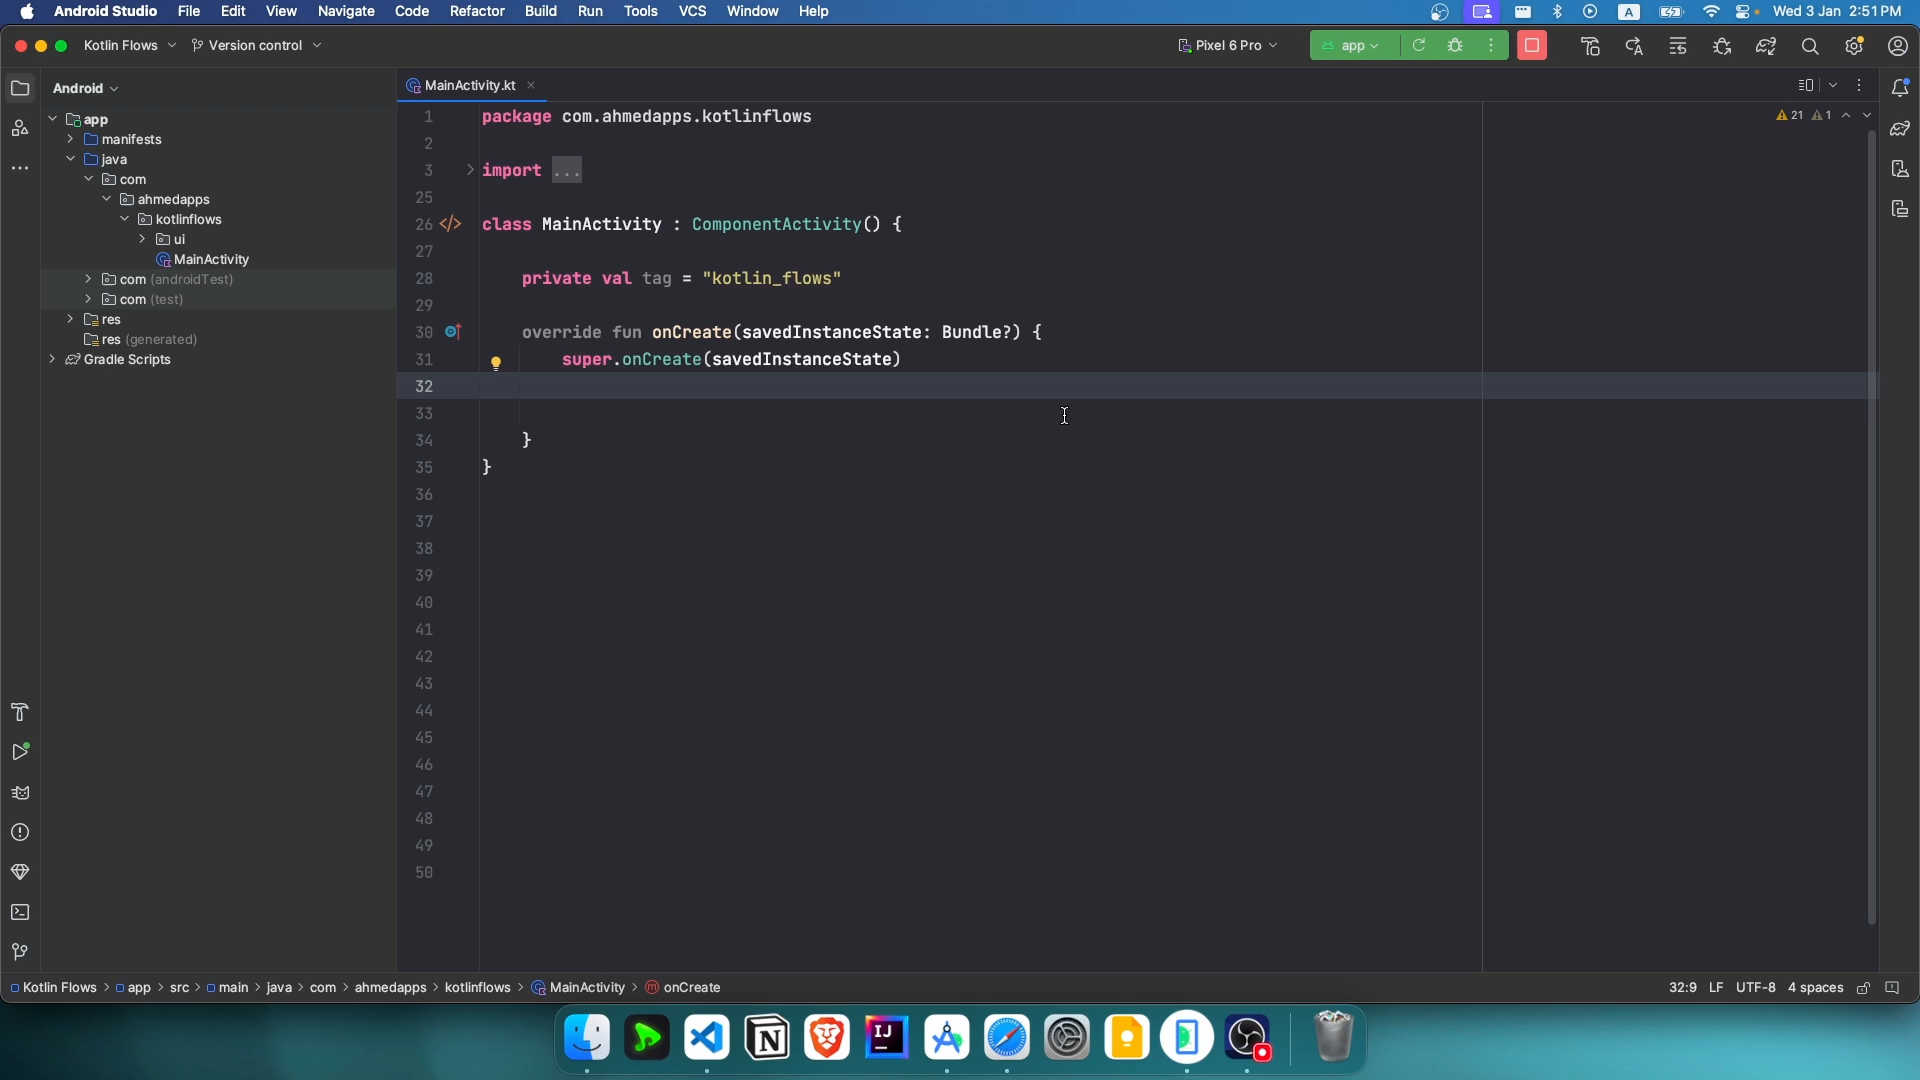 Android Studio File Edit View Navigate Code Refactor Build Run Tools VCS Window Help
A Wed 3 Jan 2:51 PM
Kotlin Flows Version control
Pixel 6 Pro app
Android
MainActivity.kt
app
manifests
java
com
ahmedapps
kotlinflows
ui
MainActivity
com (androidTest)
com (test)
res
res (generated)
Gradle Scripts
21 1
1 package com.ahmedapps.kotlinflows
2
3 import ...
25
26 class MainActivity : ComponentActivity() {
27
28 private val tag = "kotlin_flows"
29
30 override fun onCreate(savedInstanceState: Bundle?) {
31 super.onCreate(savedInstanceState)
32
33
34 }
35 }
36
37
38
39
40
41
42
43
44
45
46
47
48
49
50
Kotlin Flows > app > src > main > java > com > ahmedapps > kotlinflows > MainActivity > onCreate
32:9 LF UTF-8 4 spaces
IJ